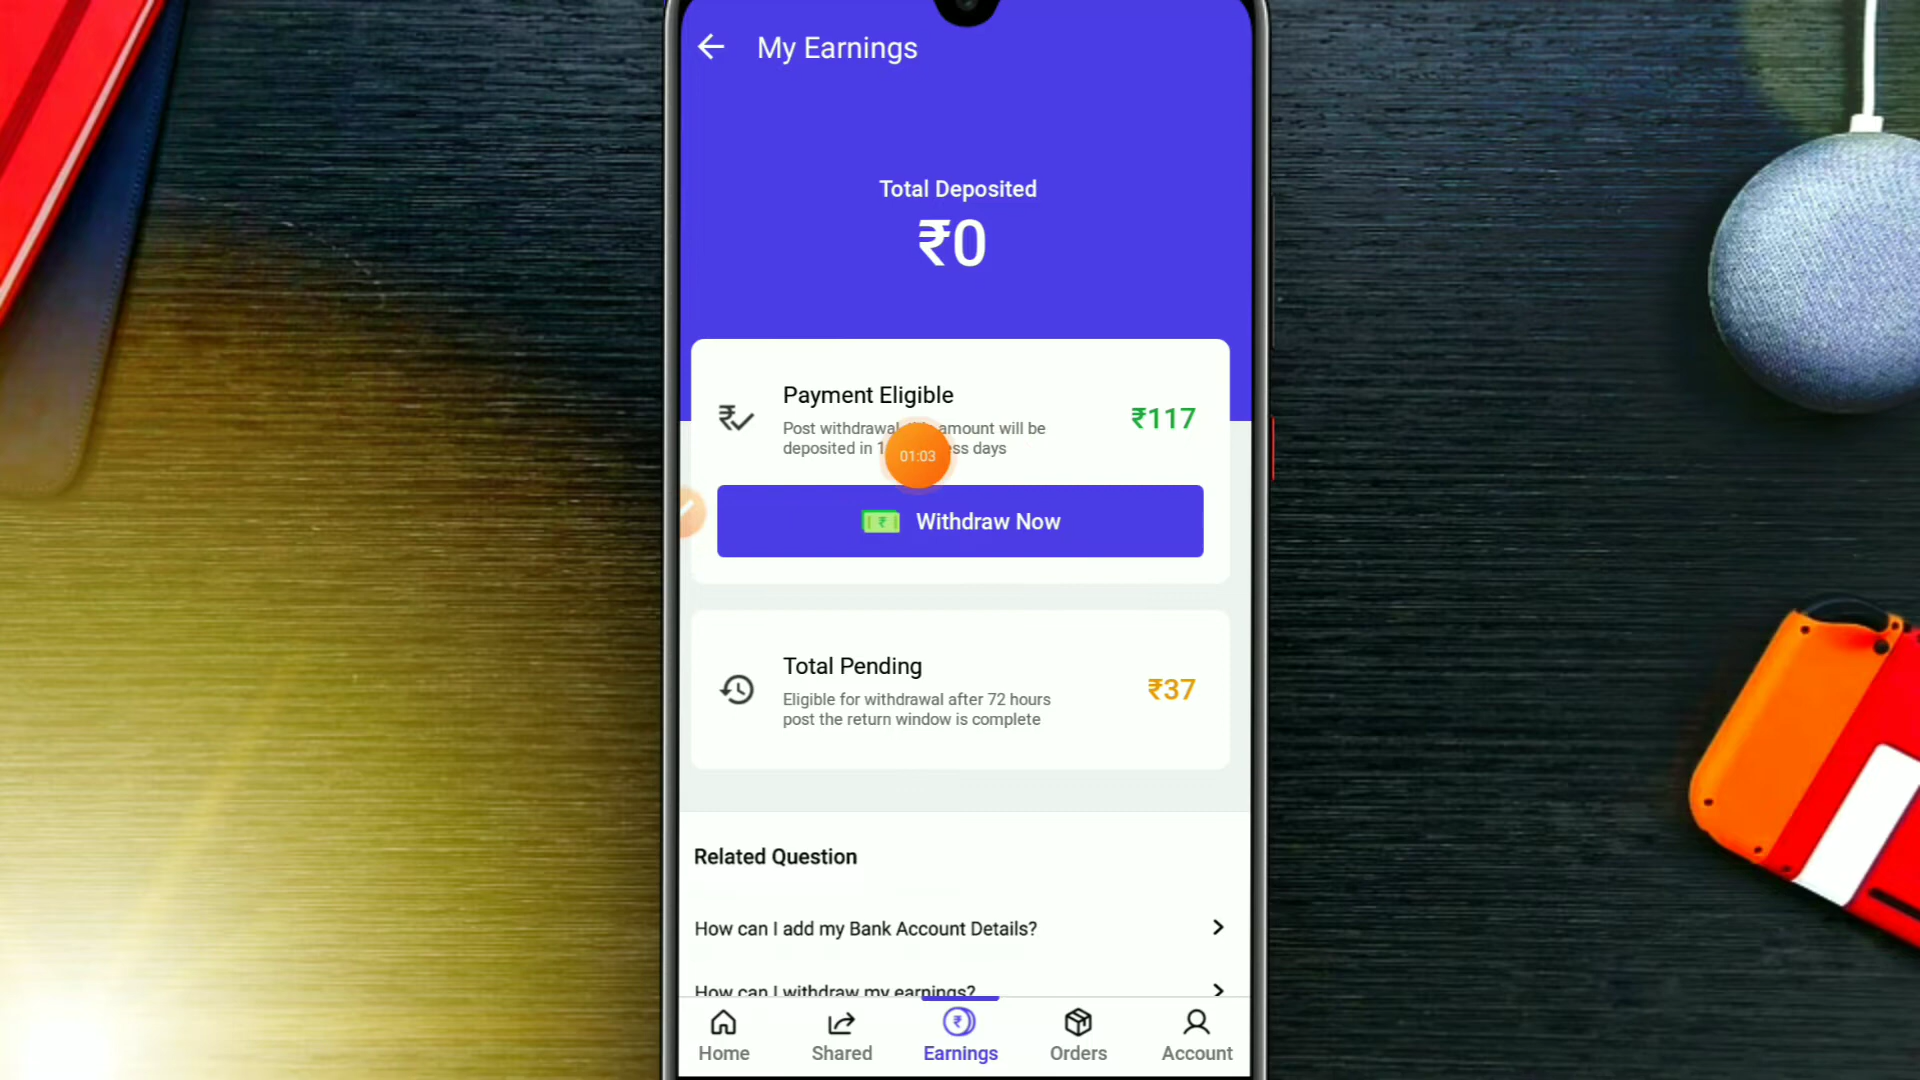 My Earnings
Total Deposited
₹0
Payment Eligible
Post withdrawal amount will be
deposited in 1 days
₹117
01:03
₹ Withdraw Now
Total Pending
Eligible for withdrawal after 72 hours
post the return window is complete
₹37
Related Question
How can I add my Bank Account Details?
How can I withdraw my earnings?
Home
Shared
₹
Earnings
Orders
Account